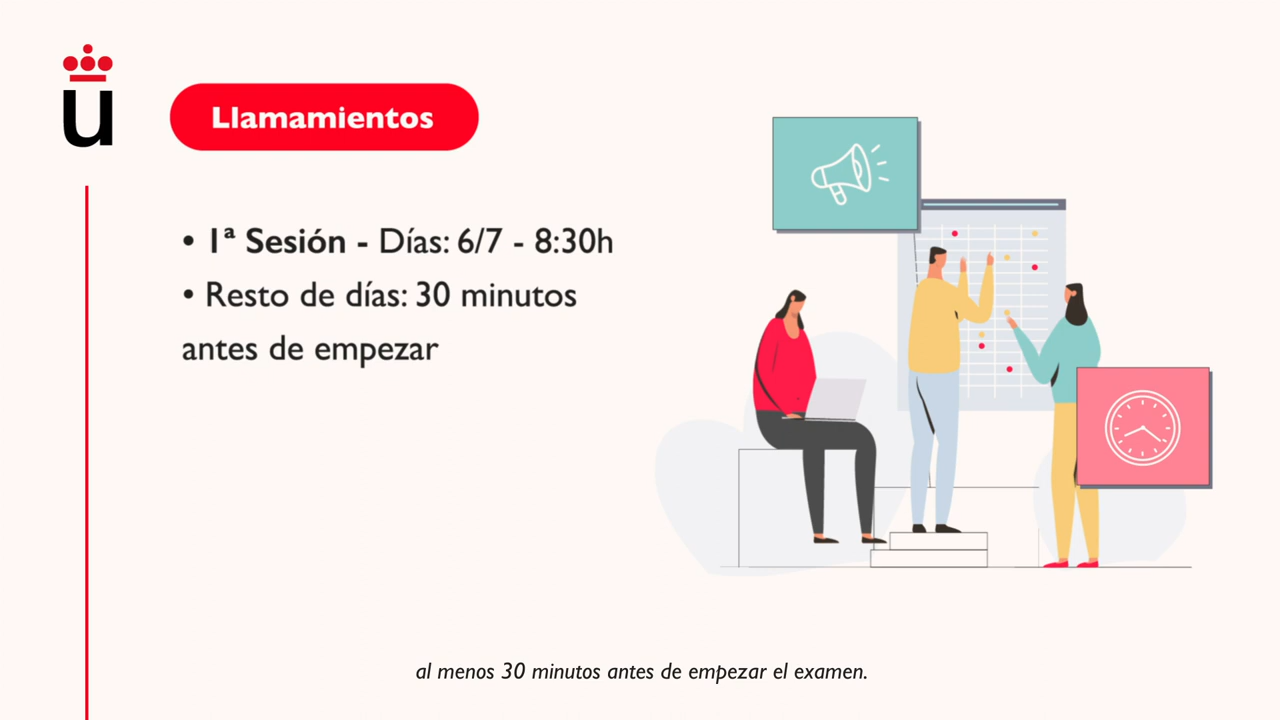 u
Llamamientos
• 1ª Sesión - Días: 6/7 - 8:30h
• Resto de días: 30 minutos
antes de empezar
al menos 30 minutos antes de empezar el examen.